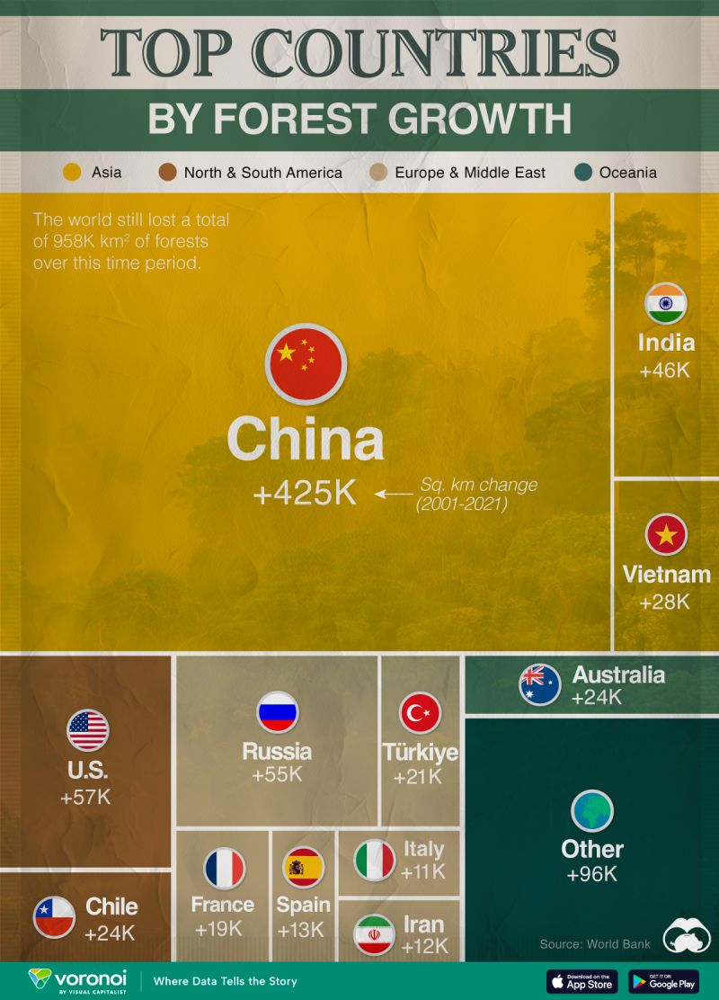 TOP COUNTRIES
BY FOREST GROWTH
Asia
North & South America
Europe & Middle East
Oceania
The world still lost a total
of 958K km² of forests
over this time period.
China
+425K
Sq. km change
(2001-2021)
India
+46K
Vietnam
+28K
U.S.
+57K
Chile
+24K
Russia
+55K
Türkiye
+21K
France
+19K
Spain
+13K
Italy
+11K
Iran
+12K
Australia
+24K
Other
+96K
Source: World Bank
voronoi
BY VISUAL CAPITALIST
Where Data Tells the Story
Download on the
App Store
GET IT ON
Google Play